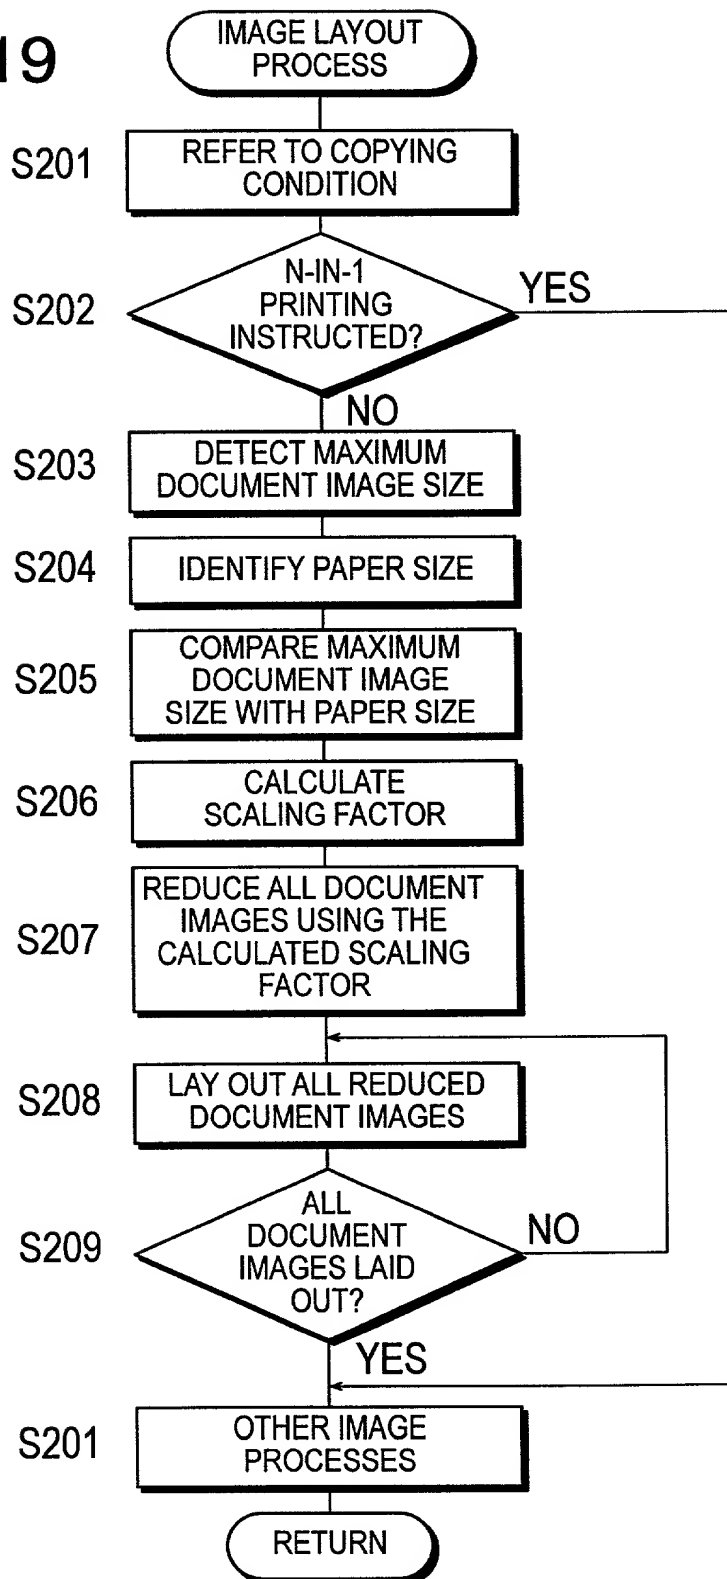 19
IMAGE LAYOUT
PROCESS
S201
REFER TO COPYING
CONDITION
S202
N-IN-1
PRINTING
INSTRUCTED?
YES
NO
S203
DETECT MAXIMUM
DOCUMENT IMAGE SIZE
S204
IDENTIFY PAPER SIZE
S205
COMPARE MAXIMUM
DOCUMENT IMAGE
SIZE WITH PAPER SIZE
S206
CALCULATE
SCALING FACTOR
S207
REDUCE ALL DOCUMENT
IMAGES USING THE
CALCULATED SCALING
FACTOR
S208
LAY OUT ALL REDUCED
DOCUMENT IMAGES
S209
ALL
DOCUMENT
IMAGES LAID
OUT?
NO
YES
S201
OTHER IMAGE
PROCESSES
RETURN